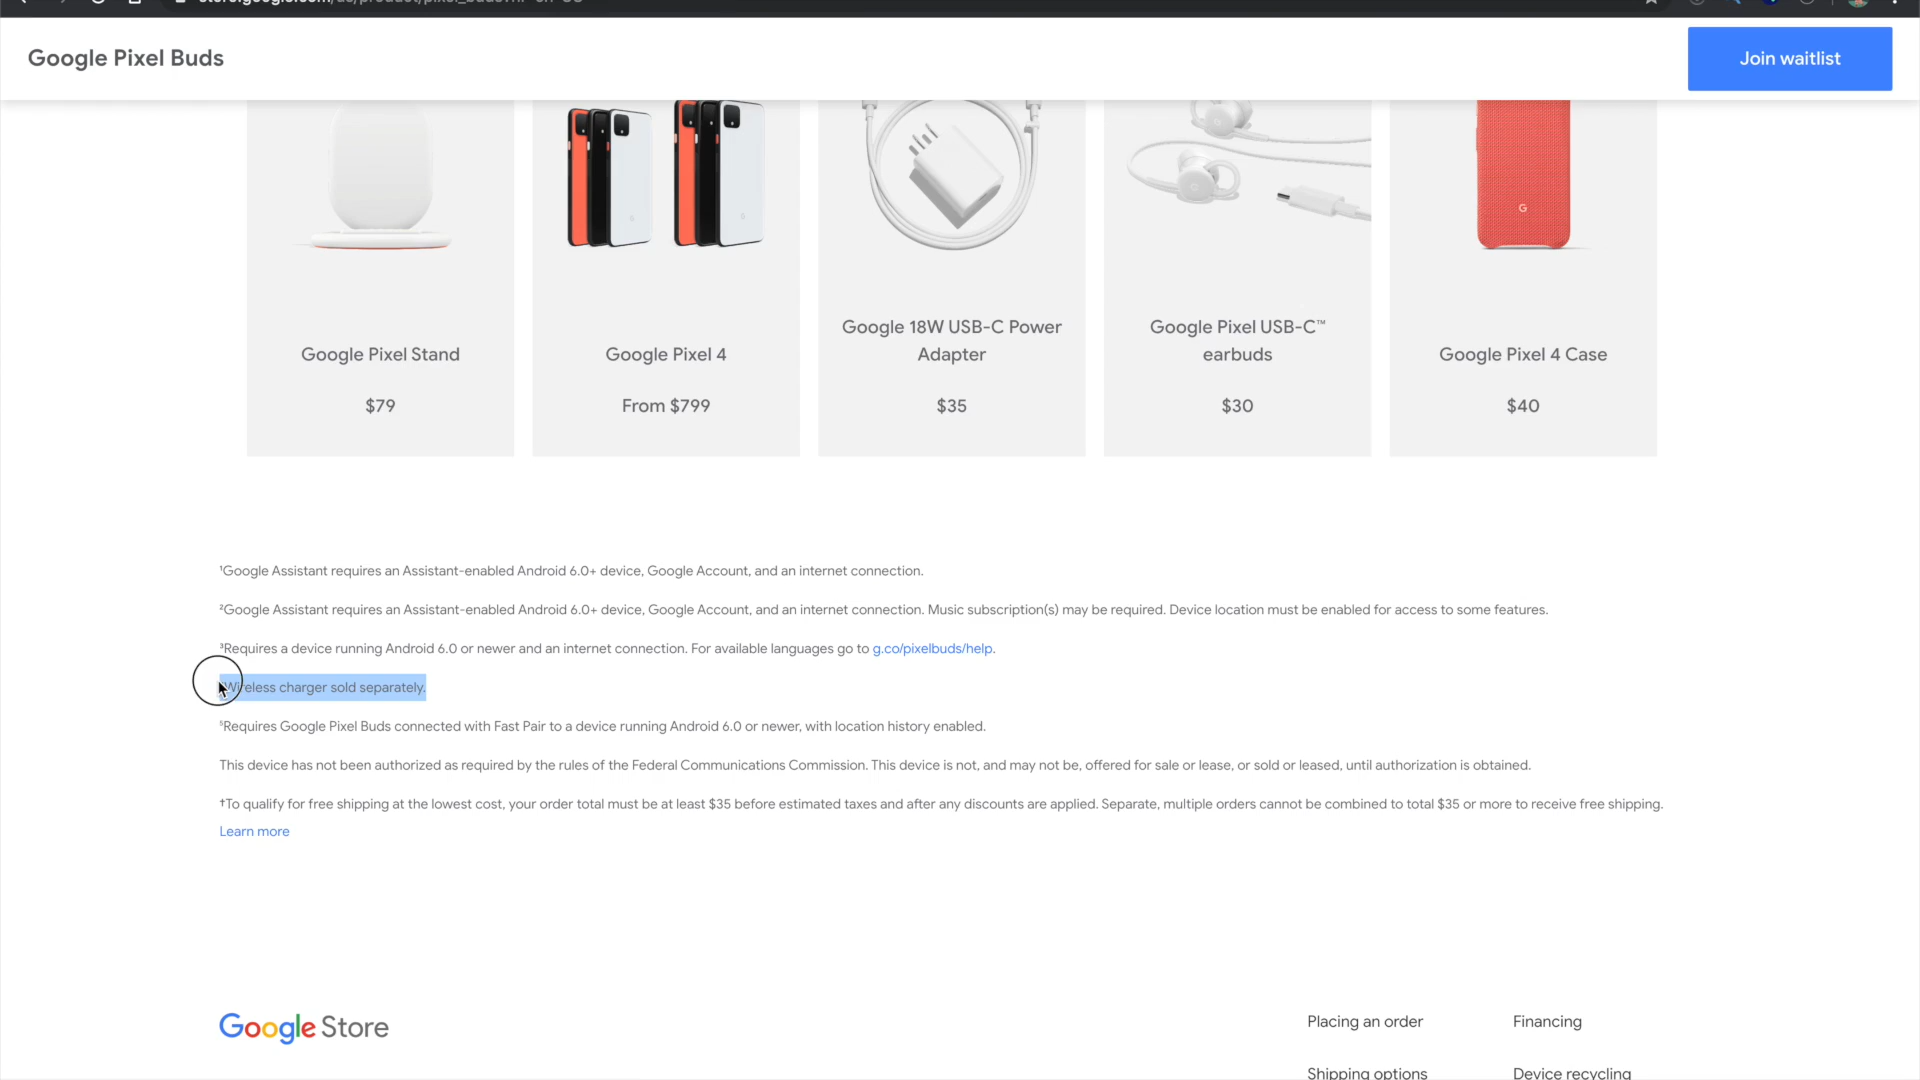 Google Pixel Buds
Join waitlist
Google Pixel Stand
$79
Google Pixel 4
From $799
Google 18W USB-C Power
Adapter
$35
Google Pixel USB-C™
earbuds
$30
Google Pixel 4 Case
$40
¹Google Assistant requires an Assistant-enabled Android 6.0+ device, Google Account, and an internet connection.
²Google Assistant requires an Assistant-enabled Android 6.0+ device, Google Account, and an internet connection. Music subscription(s) may be required. Device location must be enabled for access to some features.
³Requires a device running Android 6.0 or newer and an internet connection. For available languages go to g.co/pixelbuds/help.
Wireless charger sold separately.
⁵Requires Google Pixel Buds connected with Fast Pair to a device running Android 6.0 or newer, with location history enabled.
This device has not been authorized as required by the rules of the Federal Communications Commission. This device is not, and may not be, offered for sale or lease, or sold or leased, until authorization is obtained.
†To qualify for free shipping at the lowest cost, your order total must be at least $35 before estimated taxes and after any discounts are applied. Separate, multiple orders cannot be combined to total $35 or more to receive free shipping.
Learn more
Google Store
Placing an order
Financing
Shipping options
Device recycling